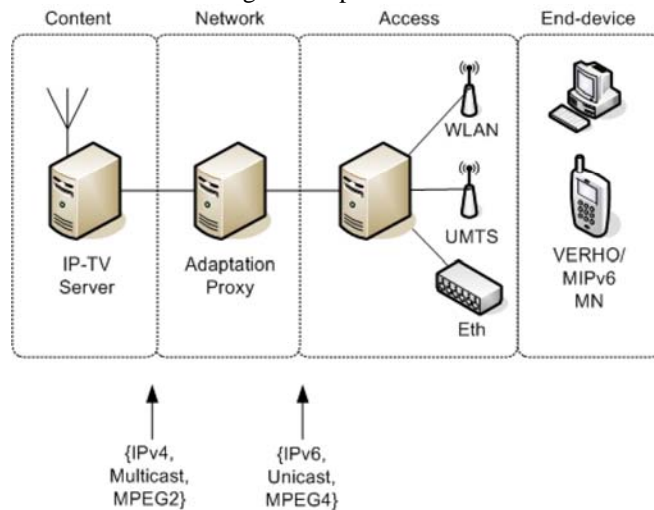 Content
Network
Access
End-device
IP-TV
Server
Adaptation
Proxy
WLAN
UMTS
Eth
VERHO/
MIPv6
MN
{IPv4,
Multicast,
MPEG2}
{IPv6,
Unicast,
MPEG4}